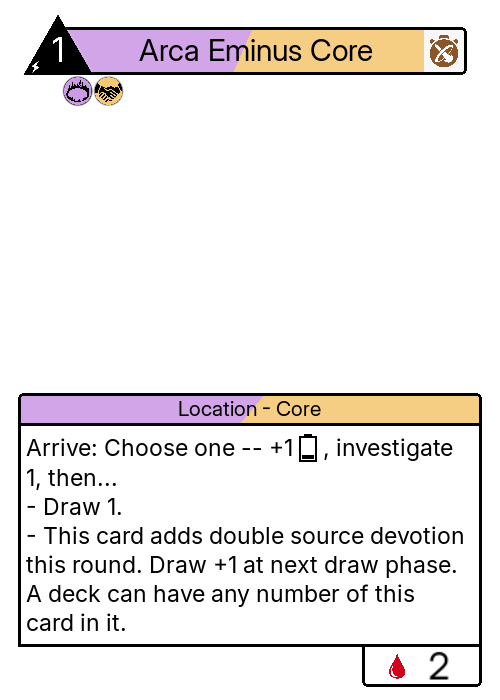 1
Arca Eminus Core
Location - Core
Arrive: Choose one -- +1 , investigate
1, then...
- Draw 1.
- This card adds double source devotion
this round. Draw +1 at next draw phase.
A deck can have any number of this
card in it.
2